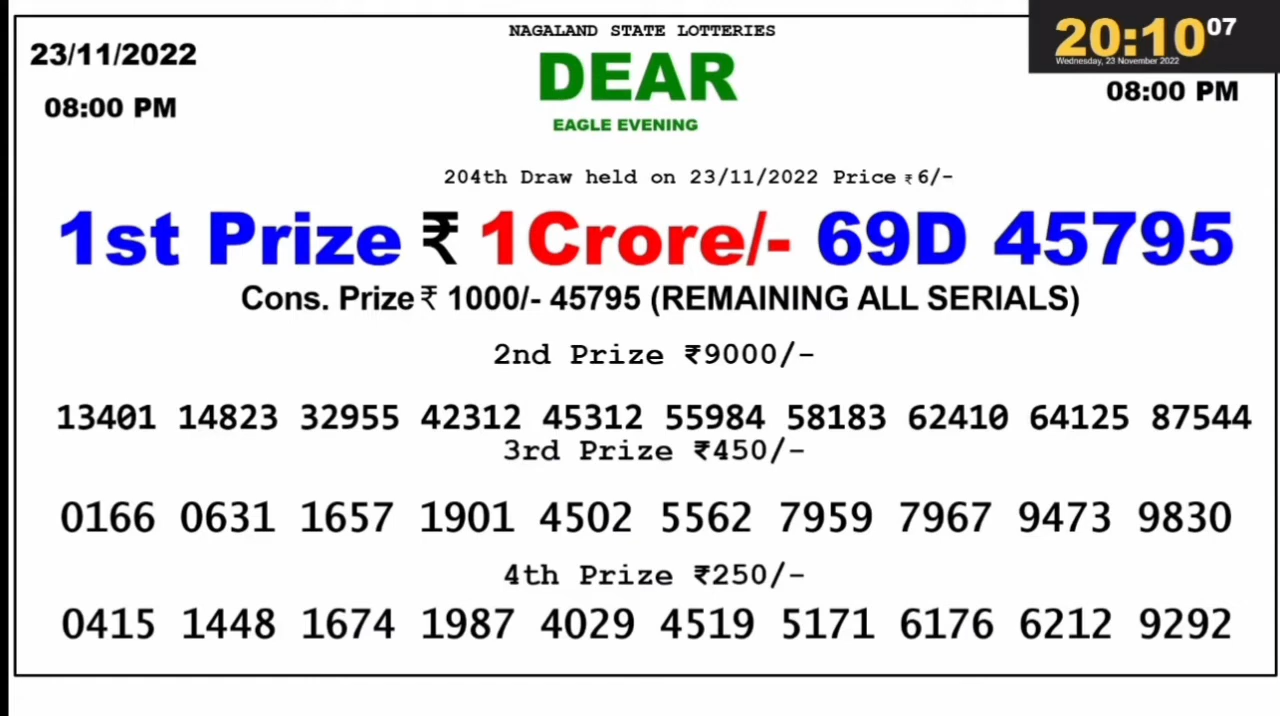 NAGALAND STATE LOTTERIES
20:10 07
Wednesday, 23 November 2022
23/11/2022
DEAR
08:00 PM
08:00 PM
EAGLE EVENING
204th Draw held on 23/11/2022 Price ₹ 6/-
1st Prize ₹ 1Crore/- 69D 45795
Cons. Prize ₹ 1000/- 45795 (REMAINING ALL SERIALS)
2nd Prize ₹9000/-
13401 14823 32955 42312 45312 55984 58183 62410 64125 87544
3rd Prize ₹450/-
0166 0631 1657 1901 4502 5562 7959 7967 9473 9830
4th Prize ₹250/-
0415 1448 1674 1987 4029 4519 5171 6176 6212 9292